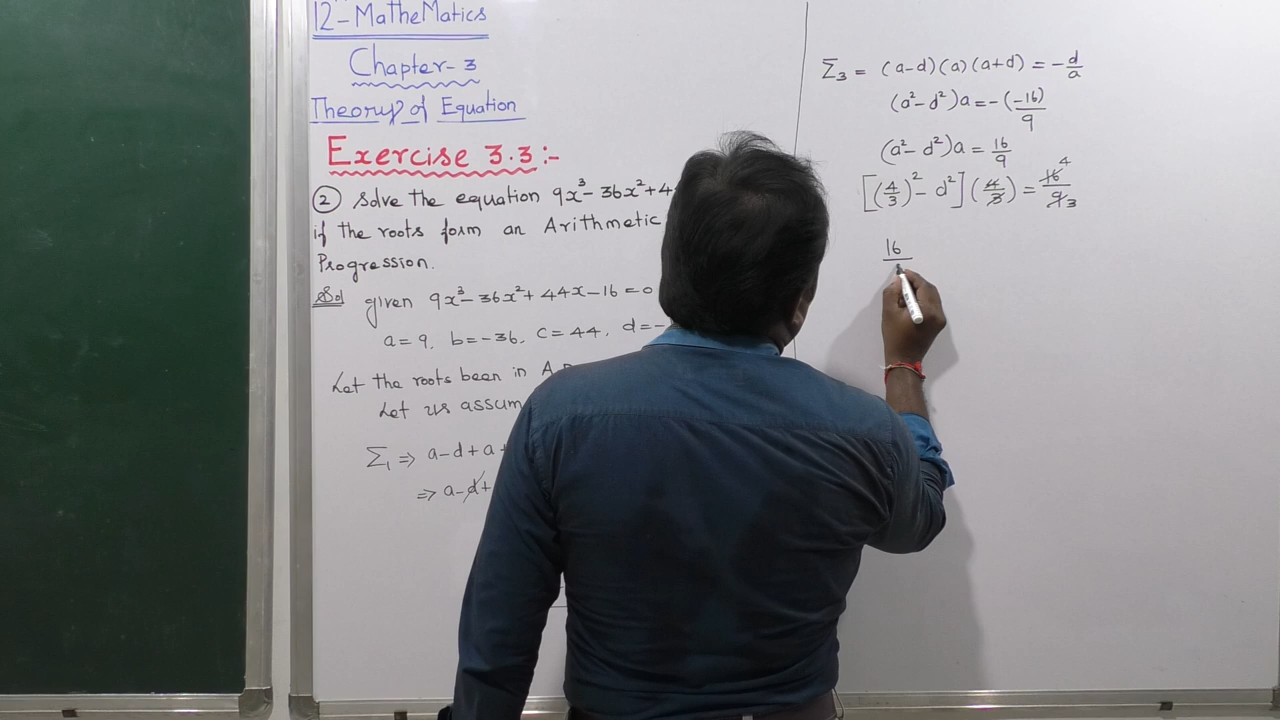 12 - MatheMatics
Chapter - 3
Theory of Equation
Exercise 3.3 :-
② Solve the equation 9x³ - 36x² + 4
if the roots form an Arithmetic
Progression.
Sol given 9x³ - 36x² + 44x - 16 = 0
a = 9, b = -36, c = 44, d = -
Let the roots been in A.
Let us assum
Σ₁ ⇒ a - d + a +
⇒ a - d +
Σ₃ = (a-d)(a)(a+d) = -d/a
(a² - d²)a = -(-16)/9
(a² - d²)a = 16/9
[(4/3)² - d²](4/3) = 16/9 4 3
16